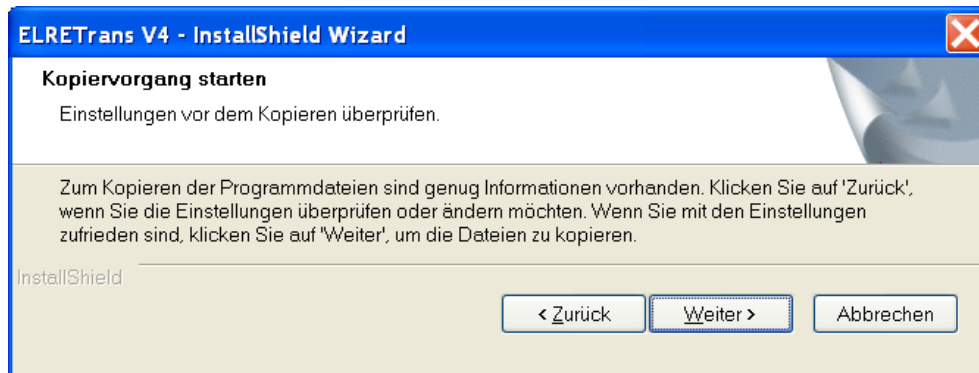 ELRETrans V4 - InstallShield Wizard
Kopiervorgang starten
Einstellungen vor dem Kopieren überprüfen.
Zum Kopieren der Programmdateien sind genug Informationen vorhanden. Klicken Sie auf 'Zurück',
wenn Sie die Einstellungen überprüfen oder ändern möchten. Wenn Sie mit den Einstellungen
zufrieden sind, klicken Sie auf 'Weiter', um die Dateien zu kopieren.
InstallShield
< Zurück Weiter > Abbrechen